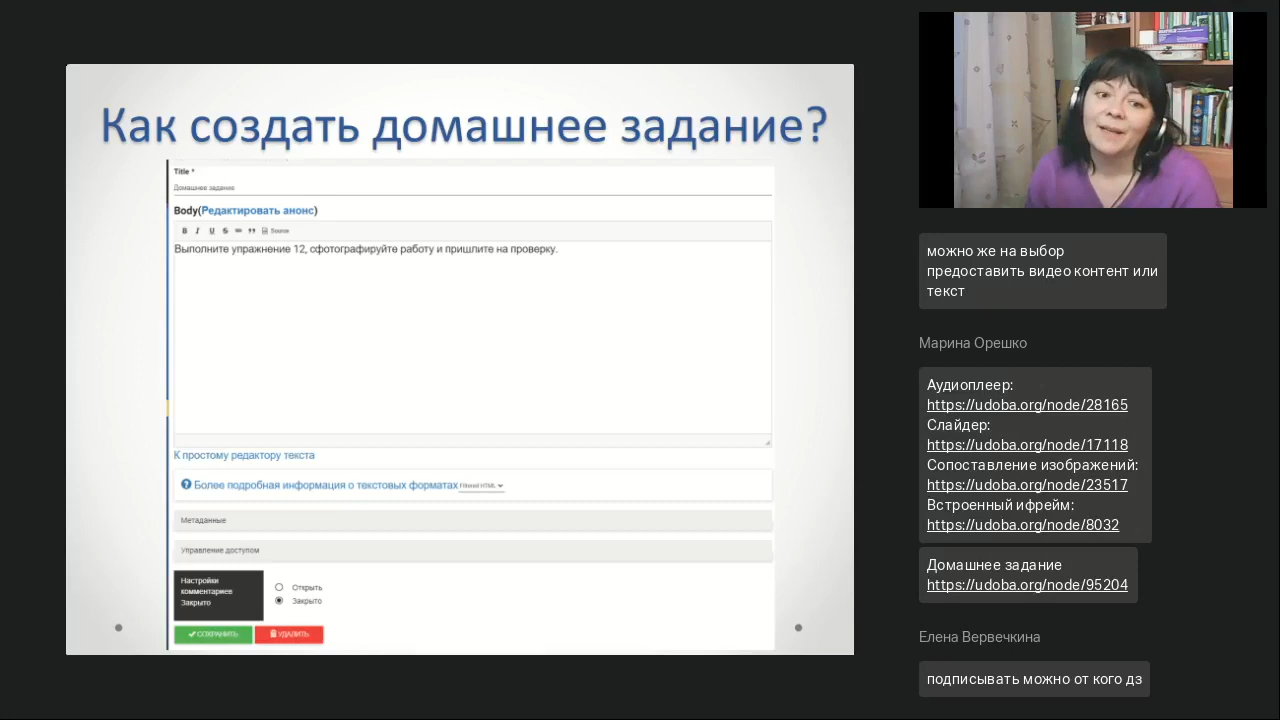 Как создать домашнее задание?
Title *
Домашнее задание
Body(Редактировать анонс)
B I U S Source
Выполните упражнение 12, сфотографируйте работу и пришлите на проверку.
К простому редактору текста
Более подробная информация о текстовых форматах Filtered HTML
Метаданные
Управление доступом
Настройки
комментариев
Закрыто
Открыть
Закрыто
СОХРАНИТЬ
УДАЛИТЬ
можно же на выбор
предоставить видео контент или
текст
Марина Орешко
Аудиоплеер:
https://udoba.org/node/28165
Слайдер:
https://udoba.org/node/17118
Сопоставление изображений:
https://udoba.org/node/23517
Встроенный ифрейм:
https://udoba.org/node/8032
Домашнее задание
https://udoba.org/node/95204
Елена Вервечкина
подписывать можно от кого дз